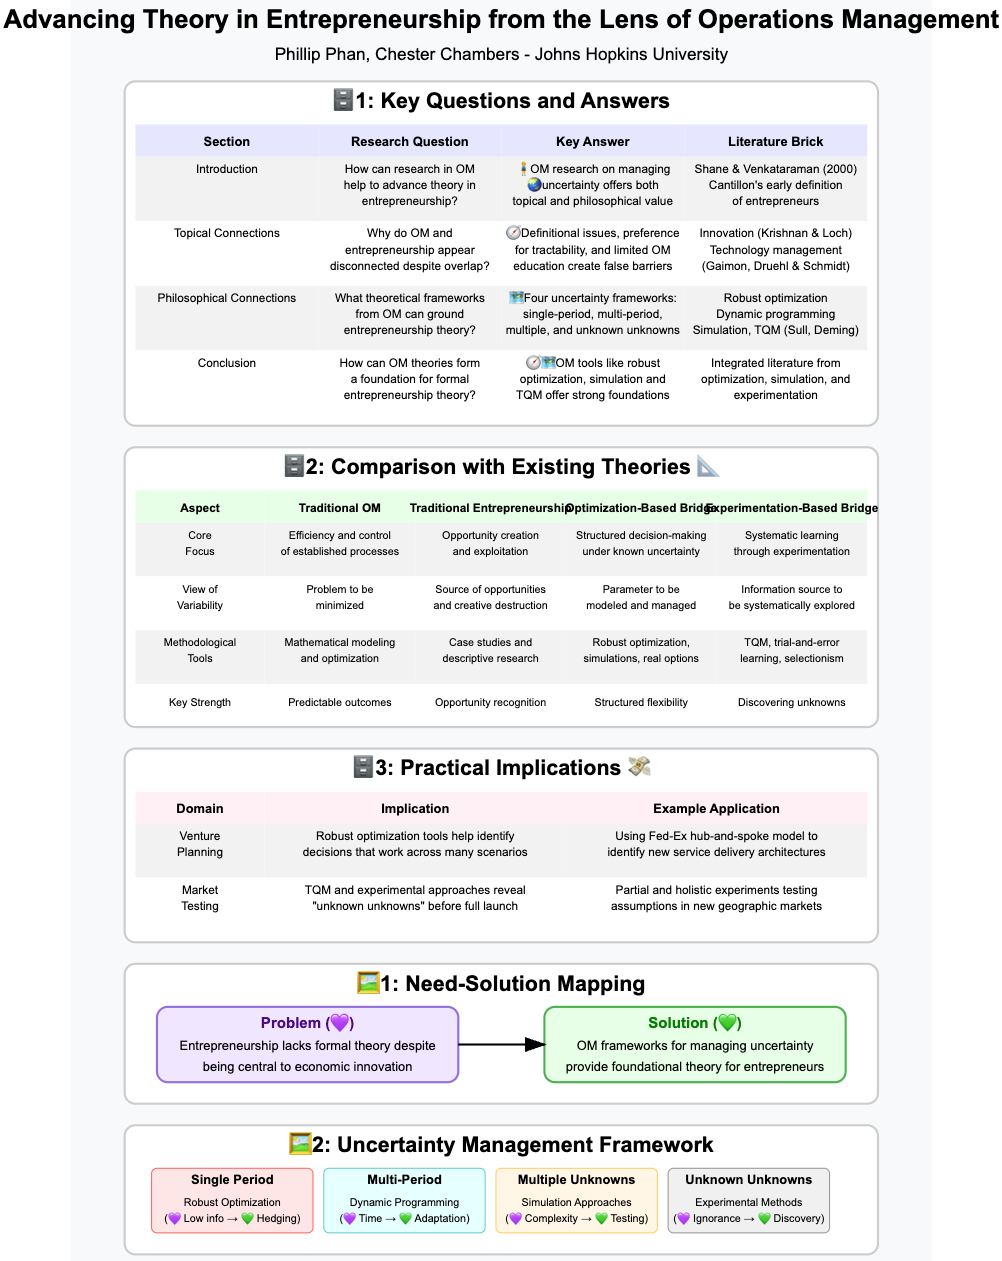 Advancing Theory in Entrepreneurship from the Lens of Operations Management
Phillip Phan, Chester Chambers - Johns Hopkins University
🗄️1: Key Questions and Answers
Section Research Question Key Answer Literature Brick
Introduction
How can research in OM
help to advance theory in
entrepreneurship?
🧍OM research on managing
🌏uncertainty offers both
topical and philosophical value
Shane & Venkataraman (2000)
Cantillon's early definition
of entrepreneurs
Topical Connections
Why do OM and
entrepreneurship appear
disconnected despite overlap?
🧭Definitional issues, preference
for tractability, and limited OM
education create false barriers
Innovation (Krishnan & Loch)
Technology management
(Gaimon, Druehl & Schmidt)
Philosophical Connections
What theoretical frameworks
from OM can ground
entrepreneurship theory?
🗺️Four uncertainty frameworks:
single-period, multi-period,
multiple, and unknown unknowns
Robust optimization
Dynamic programming
Simulation, TQM (Sull, Deming)
Conclusion
How can OM theories form
a foundation for formal
entrepreneurship theory?
🧭🗺️OM tools like robust
optimization, simulation and
TQM offer strong foundations
Integrated literature from
optimization, simulation, and
experimentation
🗄️2: Comparison with Existing Theories 📐
Aspect Traditional OM Traditional Entrepreneurship Optimization-Based Bridge Experimentation-Based Bridge
Core
Focus
Efficiency and control
of established processes
Opportunity creation
and exploitation
Structured decision-making
under known uncertainty
Systematic learning
through experimentation
View of
Variability
Problem to be
minimized
Source of opportunities
and creative destruction
Parameter to be
modeled and managed
Information source to
be systematically explored
Methodological
Tools
Mathematical modeling
and optimization
Case studies and
descriptive research
Robust optimization,
simulations, real options
TQM, trial-and-error
learning, selectionism
Key Strength Predictable outcomes Opportunity recognition Structured flexibility Discovering unknowns
🗄️3: Practical Implications 💸
Domain Implication Example Application
Venture
Planning
Robust optimization tools help identify
decisions that work across many scenarios
Using Fed-Ex hub-and-spoke model to
identify new service delivery architectures
Market
Testing
TQM and experimental approaches reveal
"unknown unknowns" before full launch
Partial and holistic experiments testing
assumptions in new geographic markets
🖼️1: Need-Solution Mapping
Problem (💜)
Entrepreneurship lacks formal theory despite
being central to economic innovation
Solution (💚)
OM frameworks for managing uncertainty
provide foundational theory for entrepreneurs
🖼️2: Uncertainty Management Framework
Single Period
Robust Optimization
(💜 Low info → 💚 Hedging)
Multi-Period
Dynamic Programming
(💜 Time → 💚 Adaptation)
Multiple Unknowns
Simulation Approaches
(💜 Complexity → 💚 Testing)
Unknown Unknowns
Experimental Methods
(💜 Ignorance → 💚 Discovery)